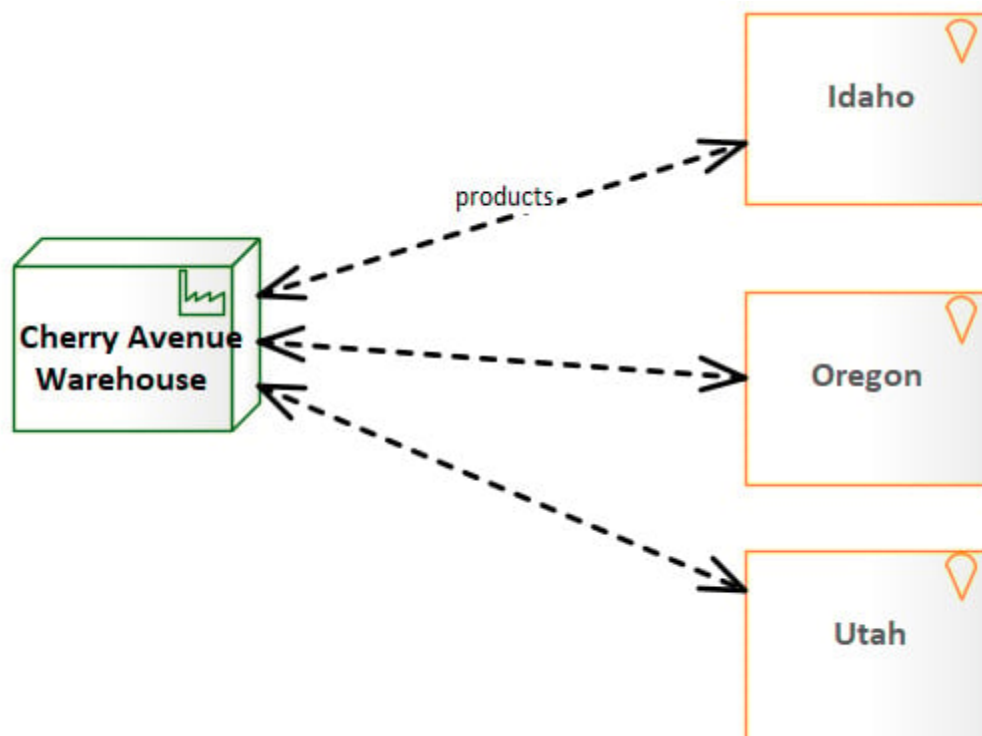 Idaho
products
Cherry Avenue
Warehouse
Oregon
Utah